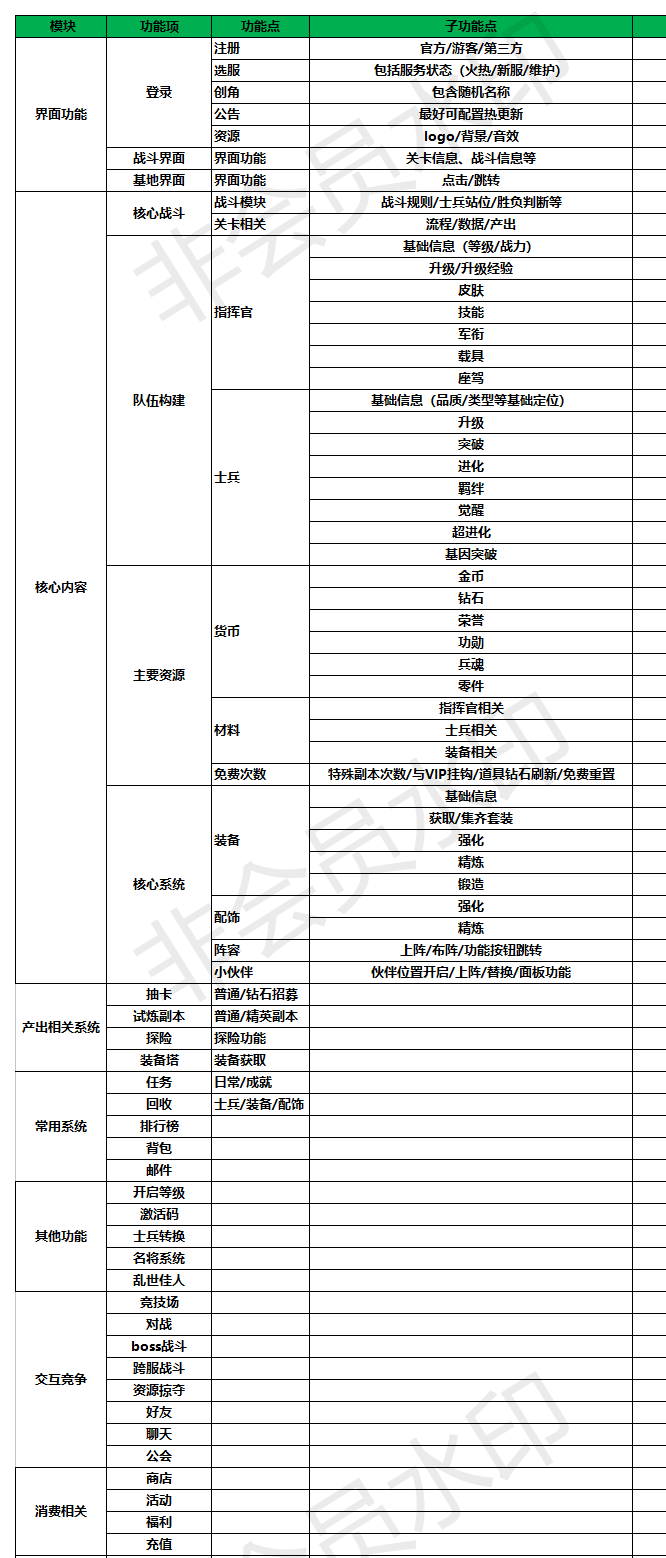 模块 功能项 功能点 子功能点
界面功能 登录 注册 官方/游客/第三方
选服 包括服务状态（火热/新服/维护）
创角 包含随机名称
公告 最好可配置热更新
资源 logo/背景/音效
战斗界面 界面功能 关卡信息、战斗信息等
基地界面 界面功能 点击/跳转
核心内容 核心战斗 战斗模块 战斗规则/士兵站位/胜负判断等
关卡相关 流程/数据/产出
队伍构建 指挥官 基础信息（等级/战力）
升级/升级经验
皮肤
技能
军衔
载具
座驾
士兵 基础信息（品质/类型等基础定位）
升级
突破
进化
羁绊
觉醒
超进化
基因突破
主要资源 货币 金币
钻石
荣誉
功勋
兵魂
零件
材料 指挥官相关
士兵相关
装备相关
免费次数 特殊副本次数/与VIP挂钩/道具钻石刷新/免费重置
核心系统 装备 基础信息
获取/集齐套装
强化
精炼
锻造
配饰 强化
精炼
阵容 上阵/布阵/功能按钮跳转
小伙伴 伙伴位置开启/上阵/替换/面板功能
产出相关系统 抽卡 普通/钻石招募
试炼副本 普通/精英副本
探险 探险功能
装备塔 装备获取
常用系统 任务 日常/成就
回收 士兵/装备/配饰
排行榜
背包
邮件
其他功能 开启等级
激活码
士兵转换
名将系统
乱世佳人
交互竞争 竞技场
对战
boss战斗
跨服战斗
资源掠夺
好友
聊天
公会
消费相关 商店
活动
福利
充值
非会员水印
非会员水印
非会员水印